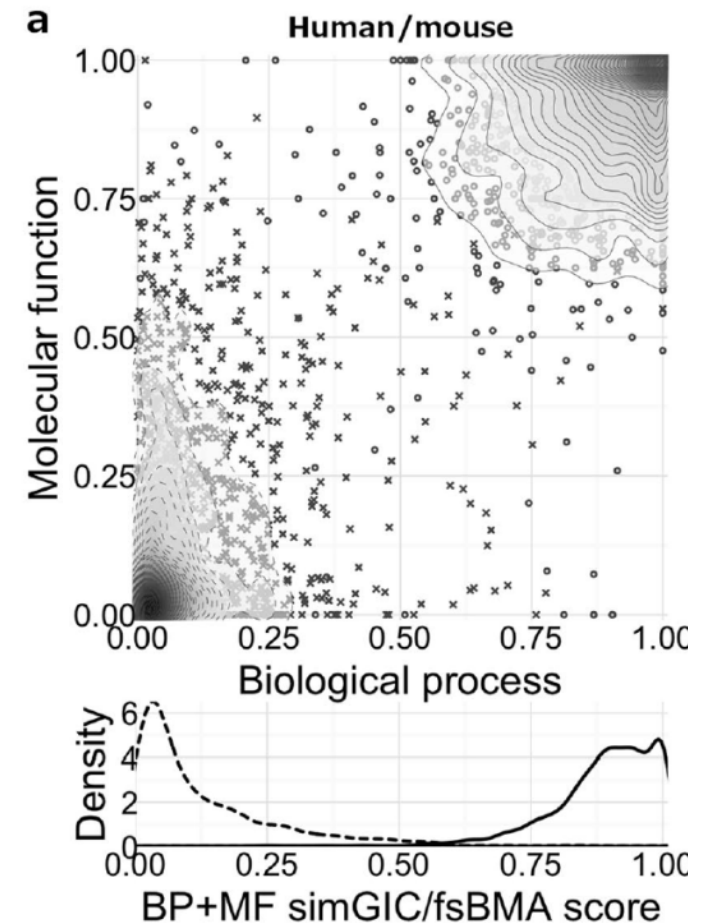 a
Human/mouse
Molecular function
1.00
0.75
0.50
0.25
0.00
0.00 0.25 0.50 0.75 1.00
Biological process
Density
6
4
2
0
0.00 0.25 0.50 0.75 1.00
BP+MF simGIC/fsBMA score